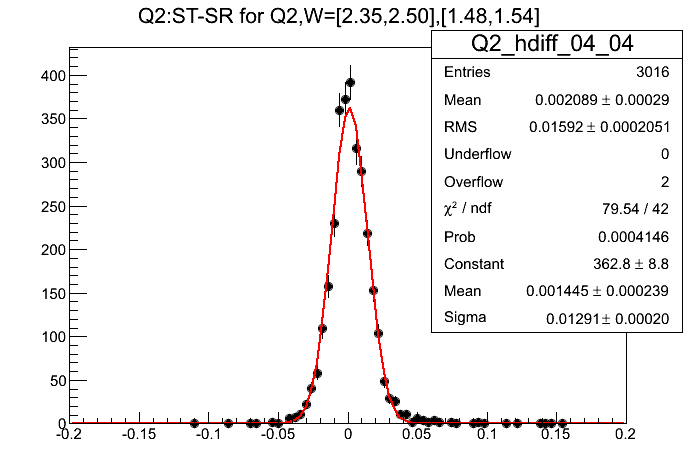 Q2:ST-SR for Q2,W=[2.35,2.50],[1.48,1.54]
Q2_hdiff_04_04
Entries 3016
Mean 0.002089 ± 0.00029
RMS 0.01592 ± 0.0002051
Underflow 0
Overflow 2
χ² / ndf 79.54 / 42
Prob 0.0004146
Constant 362.8 ± 8.8
Mean 0.001445 ± 0.000239
Sigma 0.01291 ± 0.00020
400
350
300
250
200
150
100
50
0
-0.2 -0.15 -0.1 -0.05 0 0.05 0.1 0.15 0.2